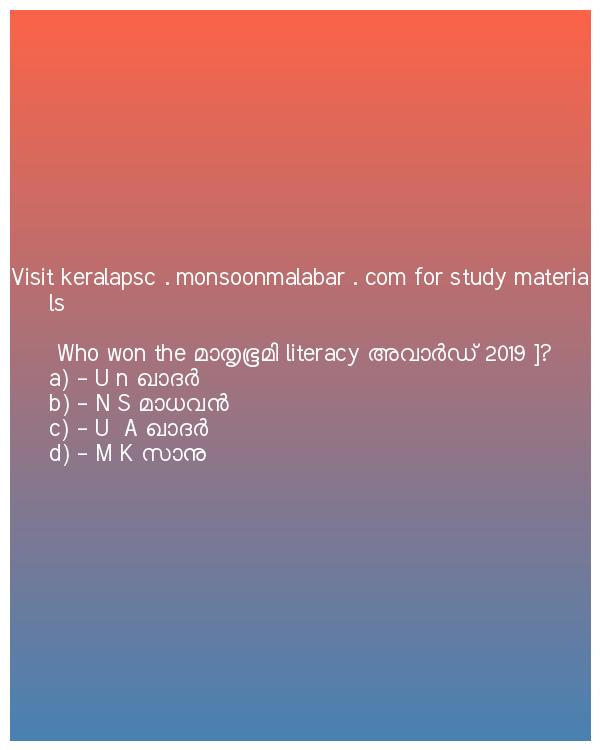 Visit keralapsc . monsoonmalabar . com for study materia
ls
Who won the മാതൃഭൂമി literacy അവാർഡ് 2019 ]?
a) - U n ഖാദർ
b) - N S മാധവൻ
c) - U A ഖാദർ
d) - M K സാനു